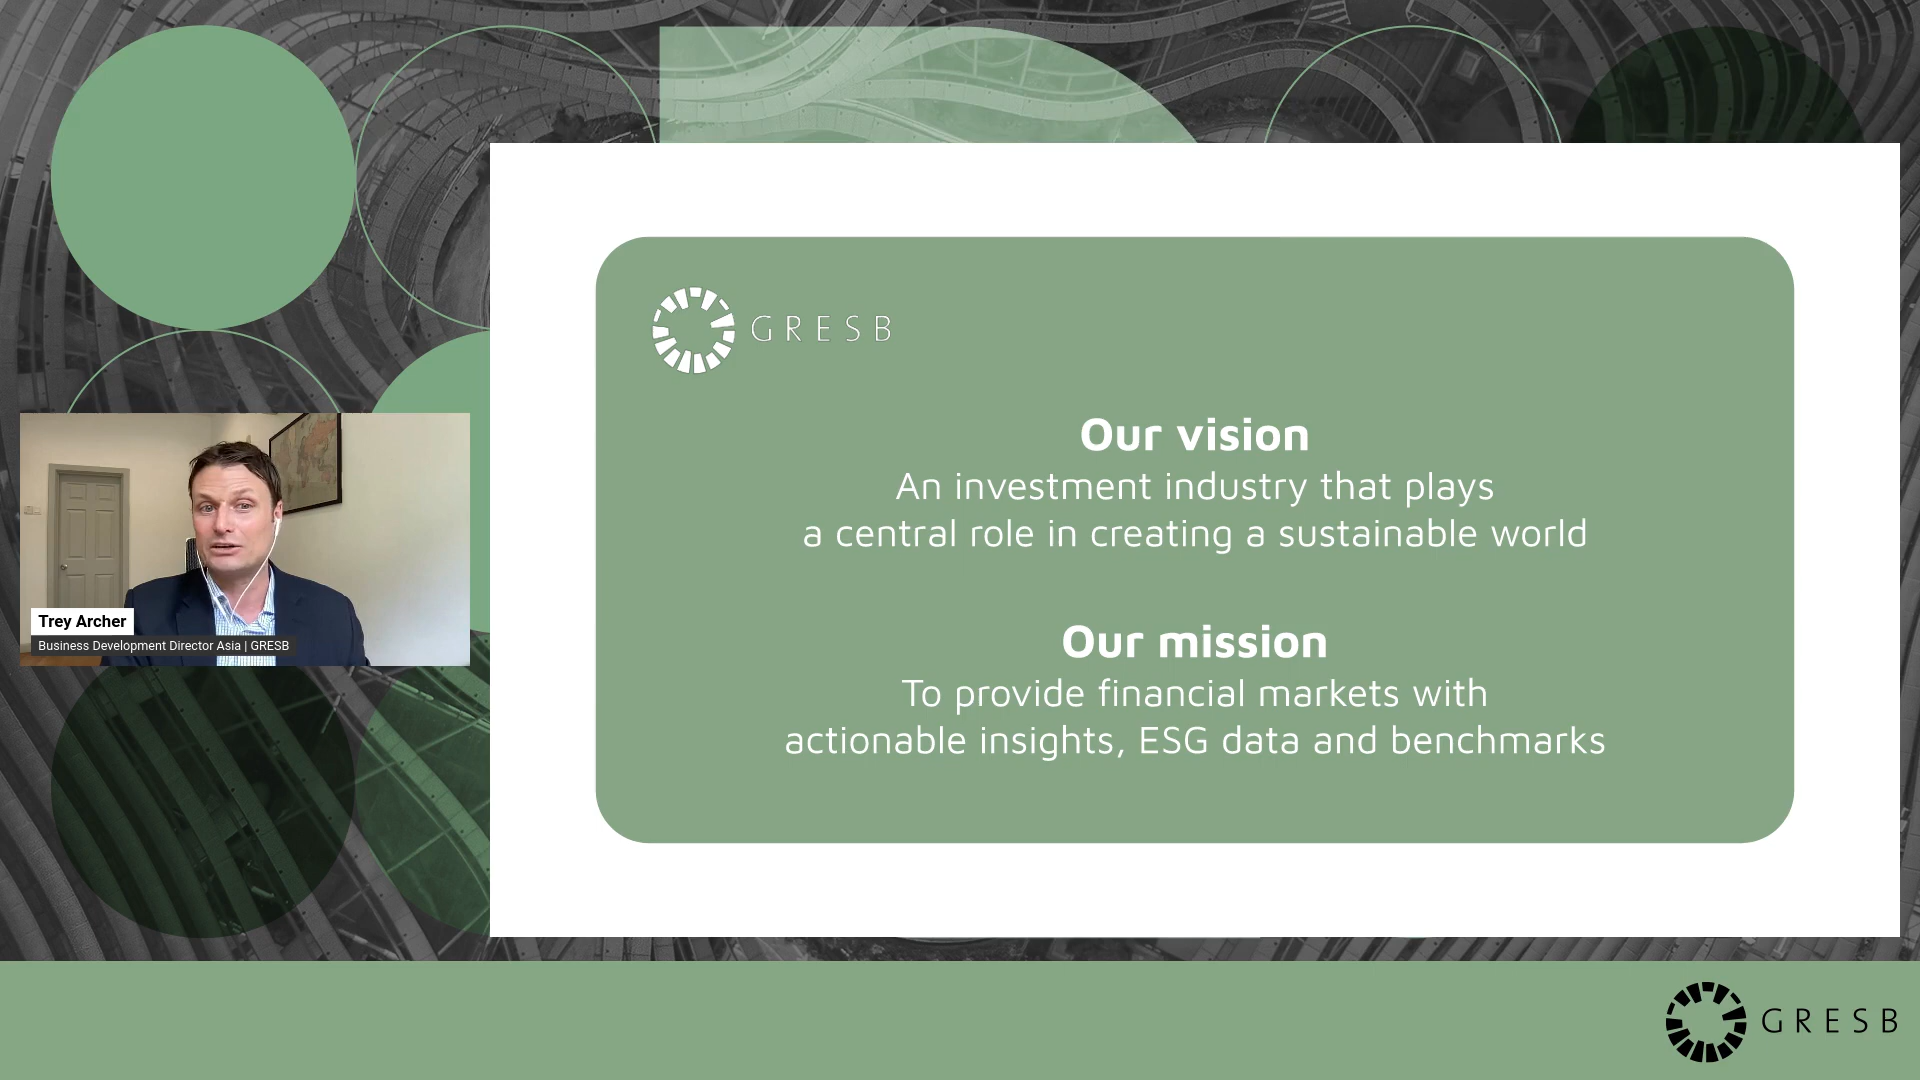 GRESB
Our vision
An investment industry that plays
a central role in creating a sustainable world
Our mission
To provide financial markets with
actionable insights, ESG data and benchmarks
Trey Archer
Business Development Director Asia | GRESB
GRESB